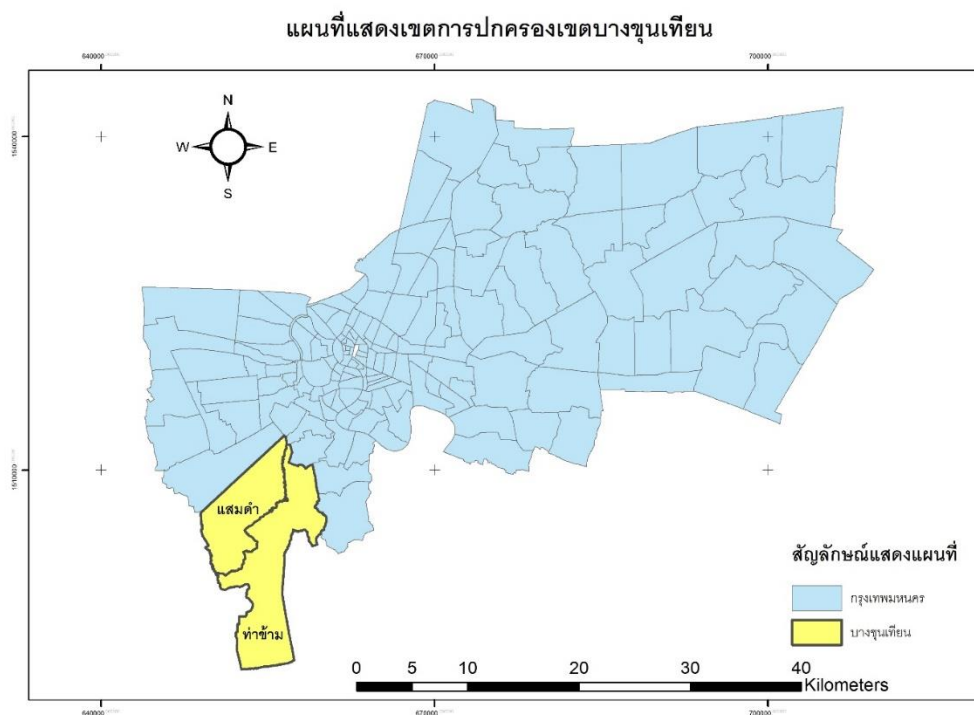 แผนที่แสดงเขตการปกครองเขตบางขุนเทียน
640000
670000
700000
N
W
E
S
1540000
1540000
1510000
1510000
แสมดำ
ท่าข้าม
สัญลักษณ์แสดงแผนที่
กรุงเทพมหนคร
บางขุนเทียน
0 5 10 20 30 40
Kilometers
640000
670000
700000